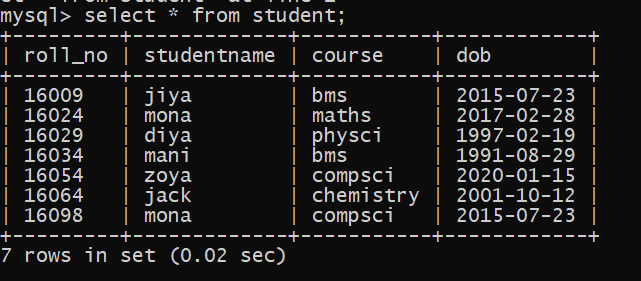 mysql> select * from student;
+---------+-------------+-----------+------------+
| roll_no | studentname | course    | dob        |
+---------+-------------+-----------+------------+
| 16009   | jiya        | bms       | 2015-07-23 |
| 16024   | mona        | maths     | 2017-02-28 |
| 16029   | diya        | physci    | 1997-02-19 |
| 16034   | mani        | bms       | 1991-08-29 |
| 16054   | zoya        | compsci   | 2020-01-15 |
| 16064   | jack        | chemistry | 2001-10-12 |
| 16098   | mona        | compsci   | 2015-07-23 |
+---------+-------------+-----------+------------+
7 rows in set (0.02 sec)